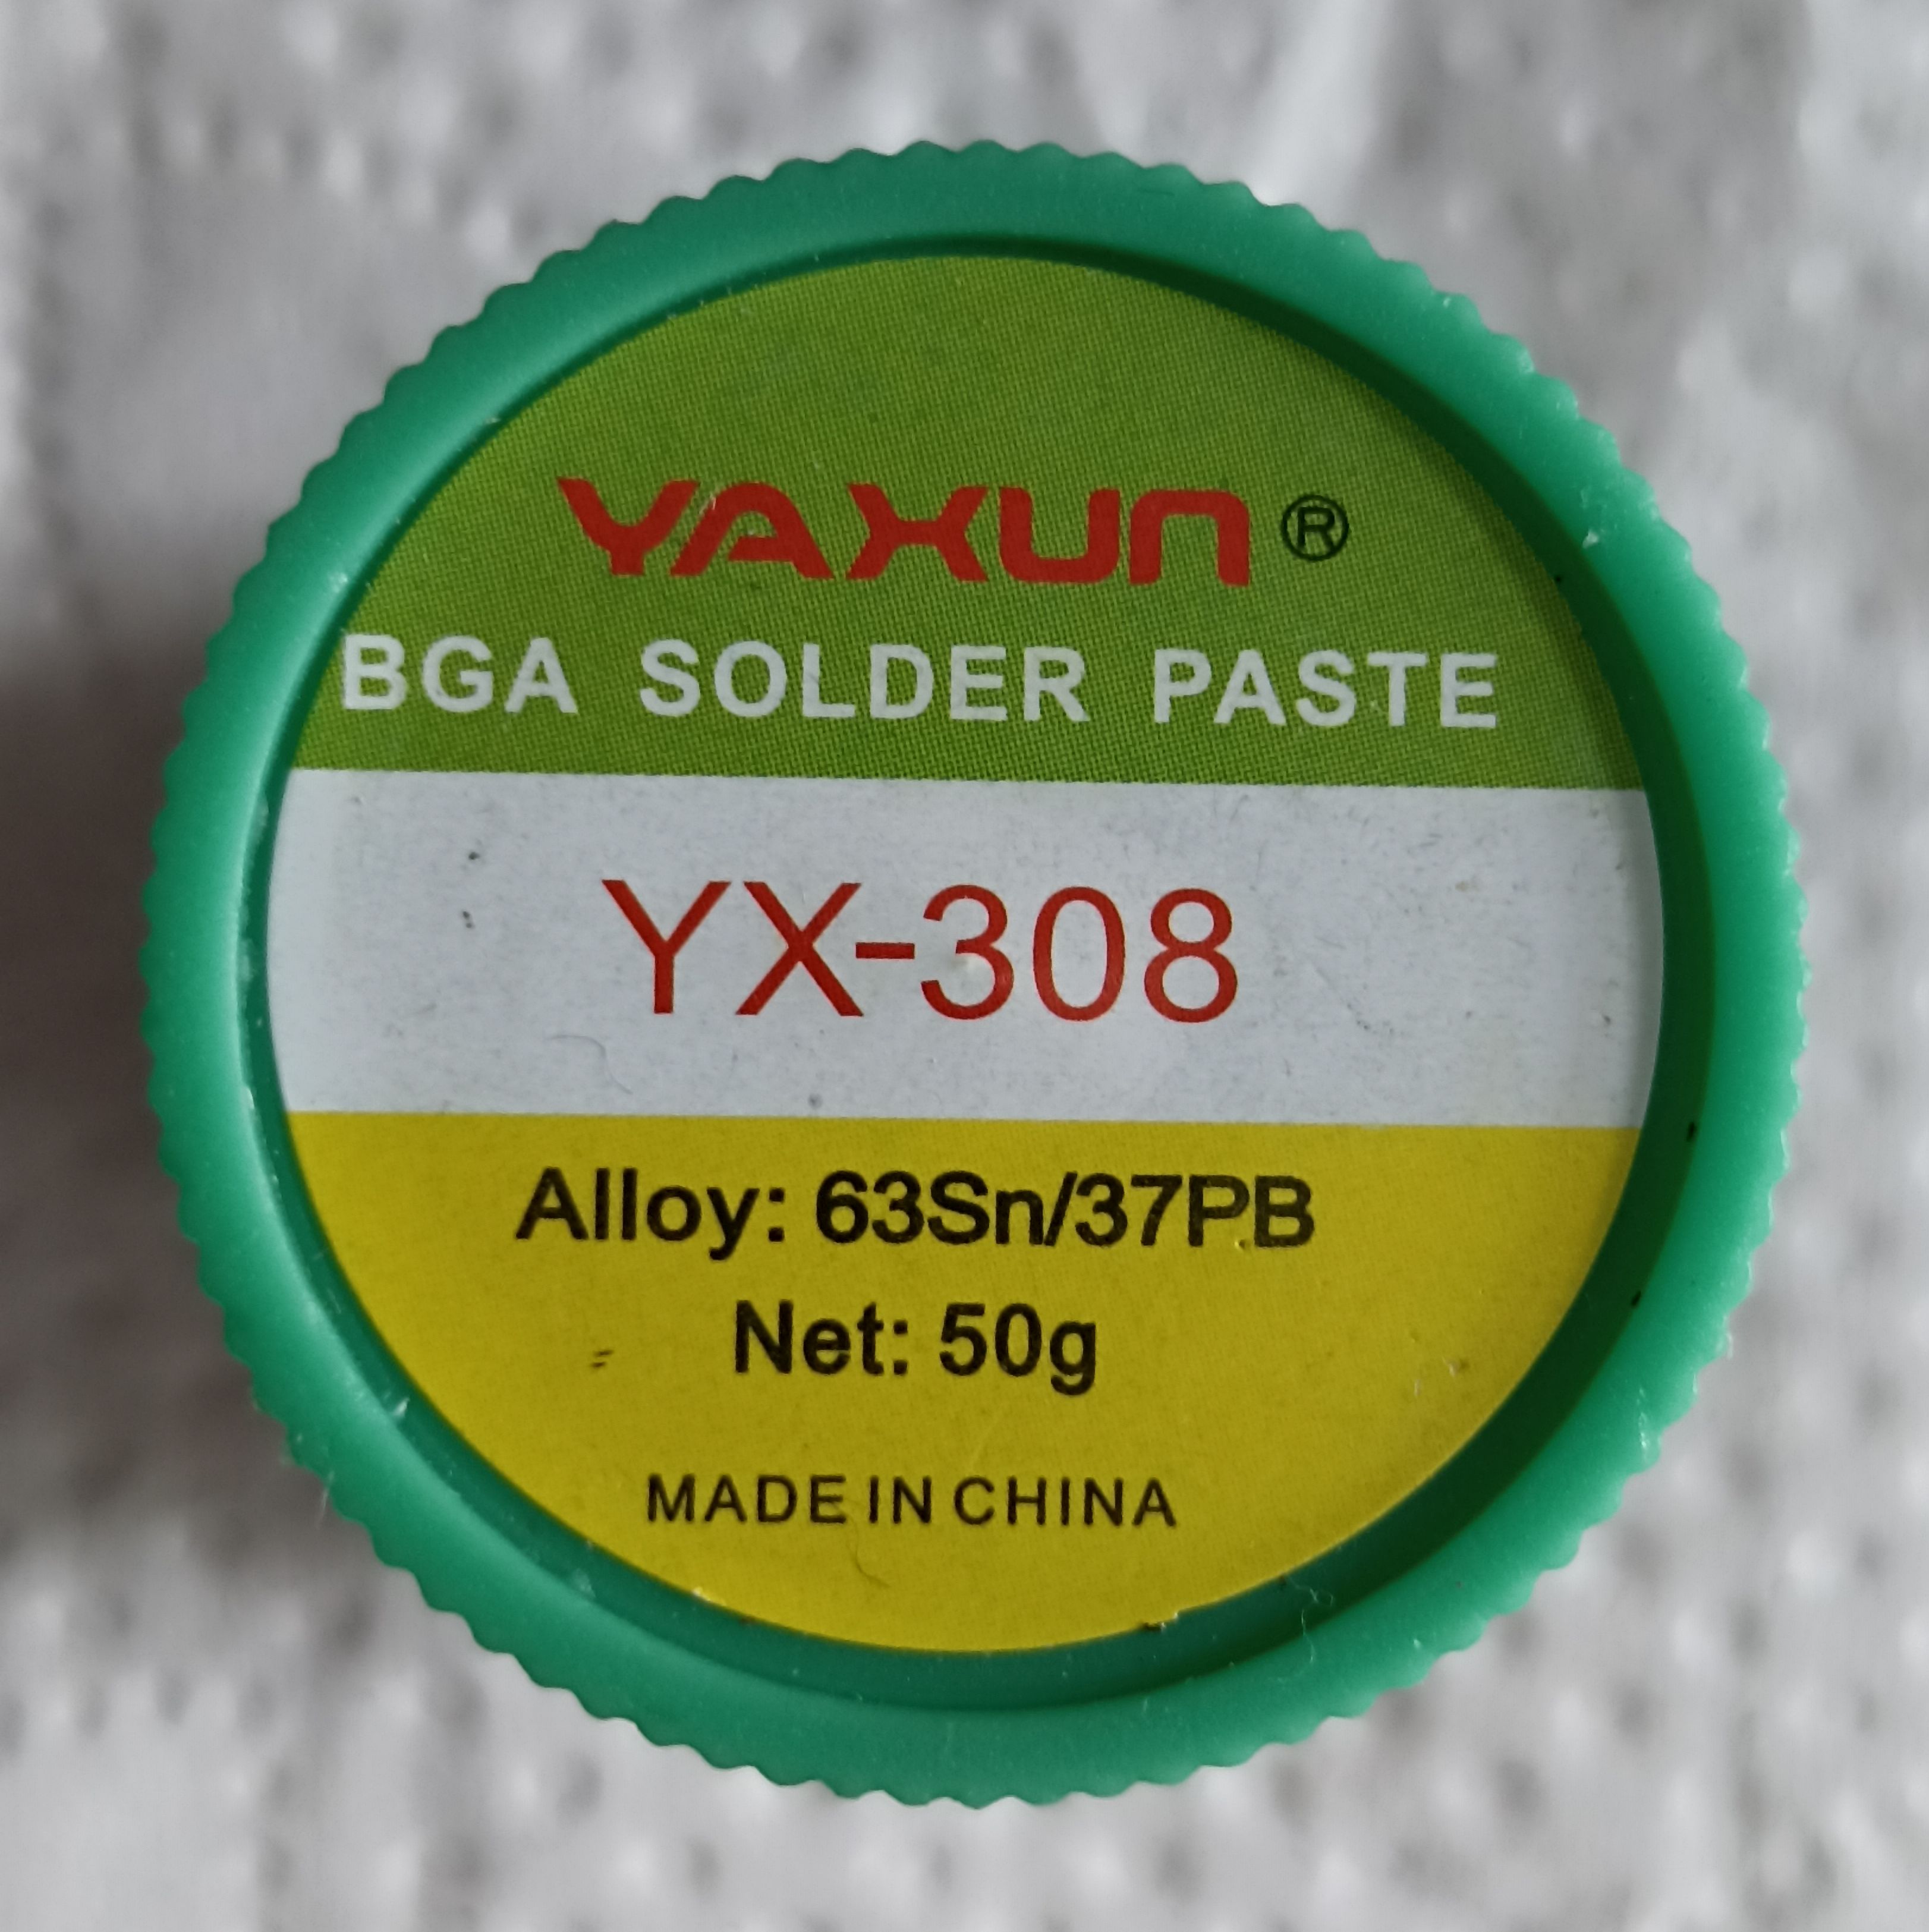 YAXUN ®
BGA SOLDER PASTE
YX-308
Alloy: 63Sn/37PB
Net: 50g
MADE IN CHINA